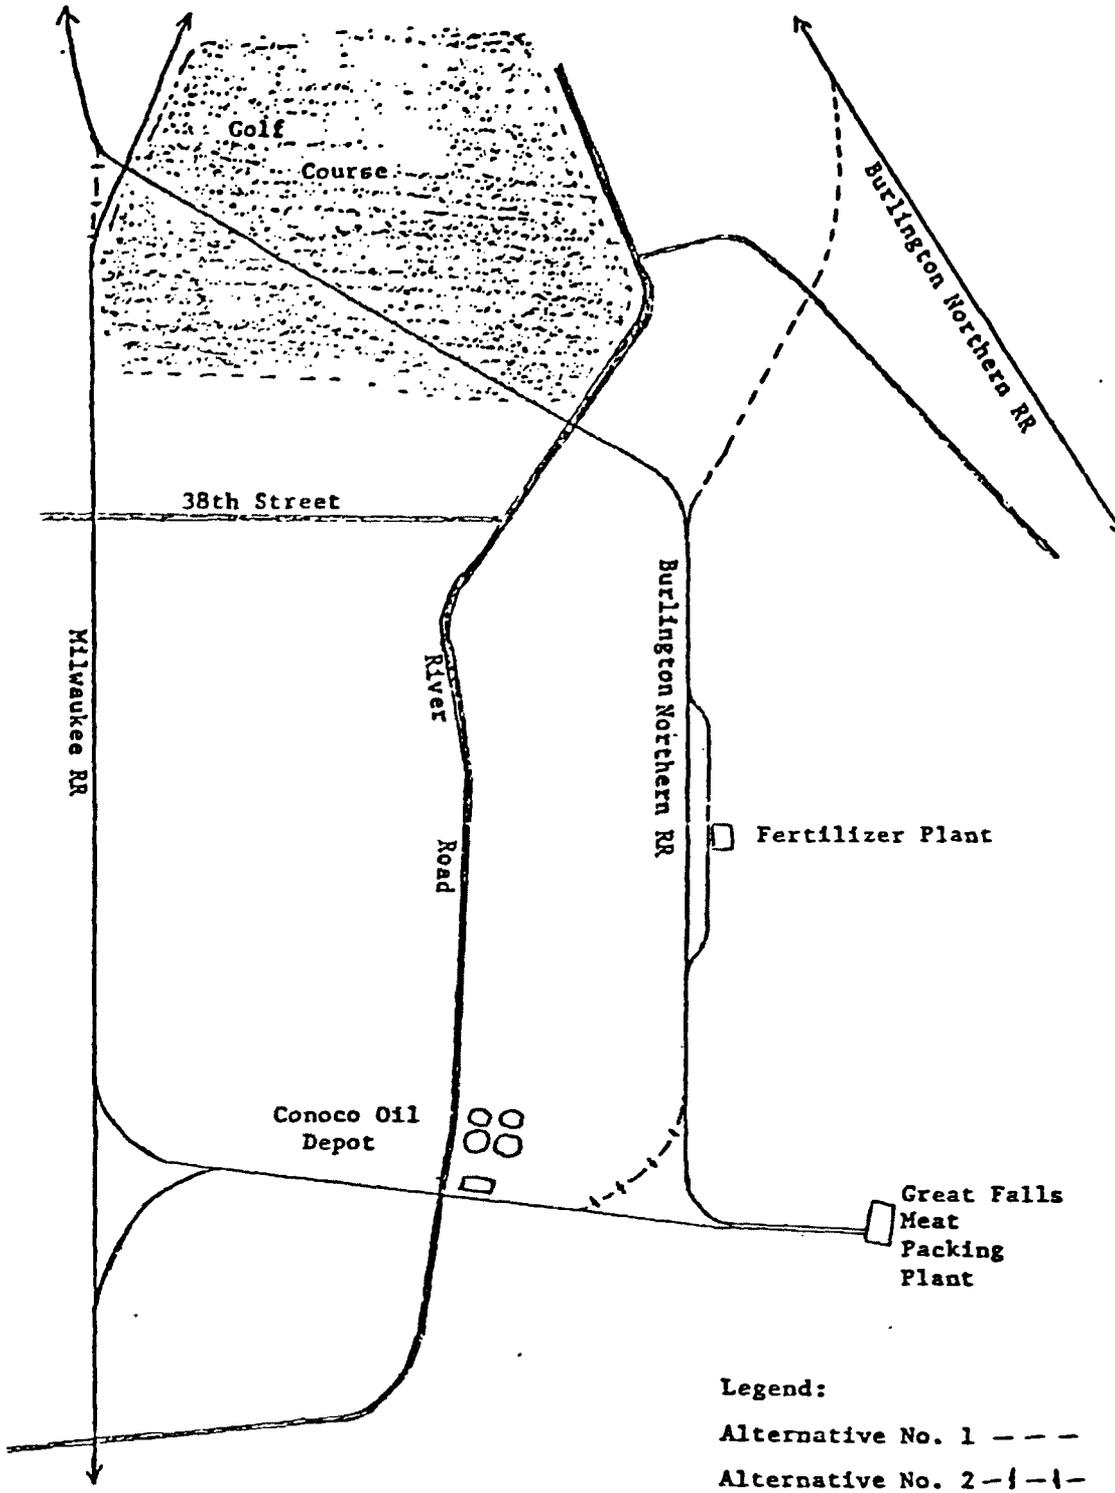 Golf
Course
Burlington Northern RR
38th Street
Burlington Northern RR
Milwaukee RR
River
Road
Fertilizer Plant
Conoco Oil
Depot
Great Falls
Meat
Packing
Plant
Legend:
Alternative No. 1
Alternative No. 2